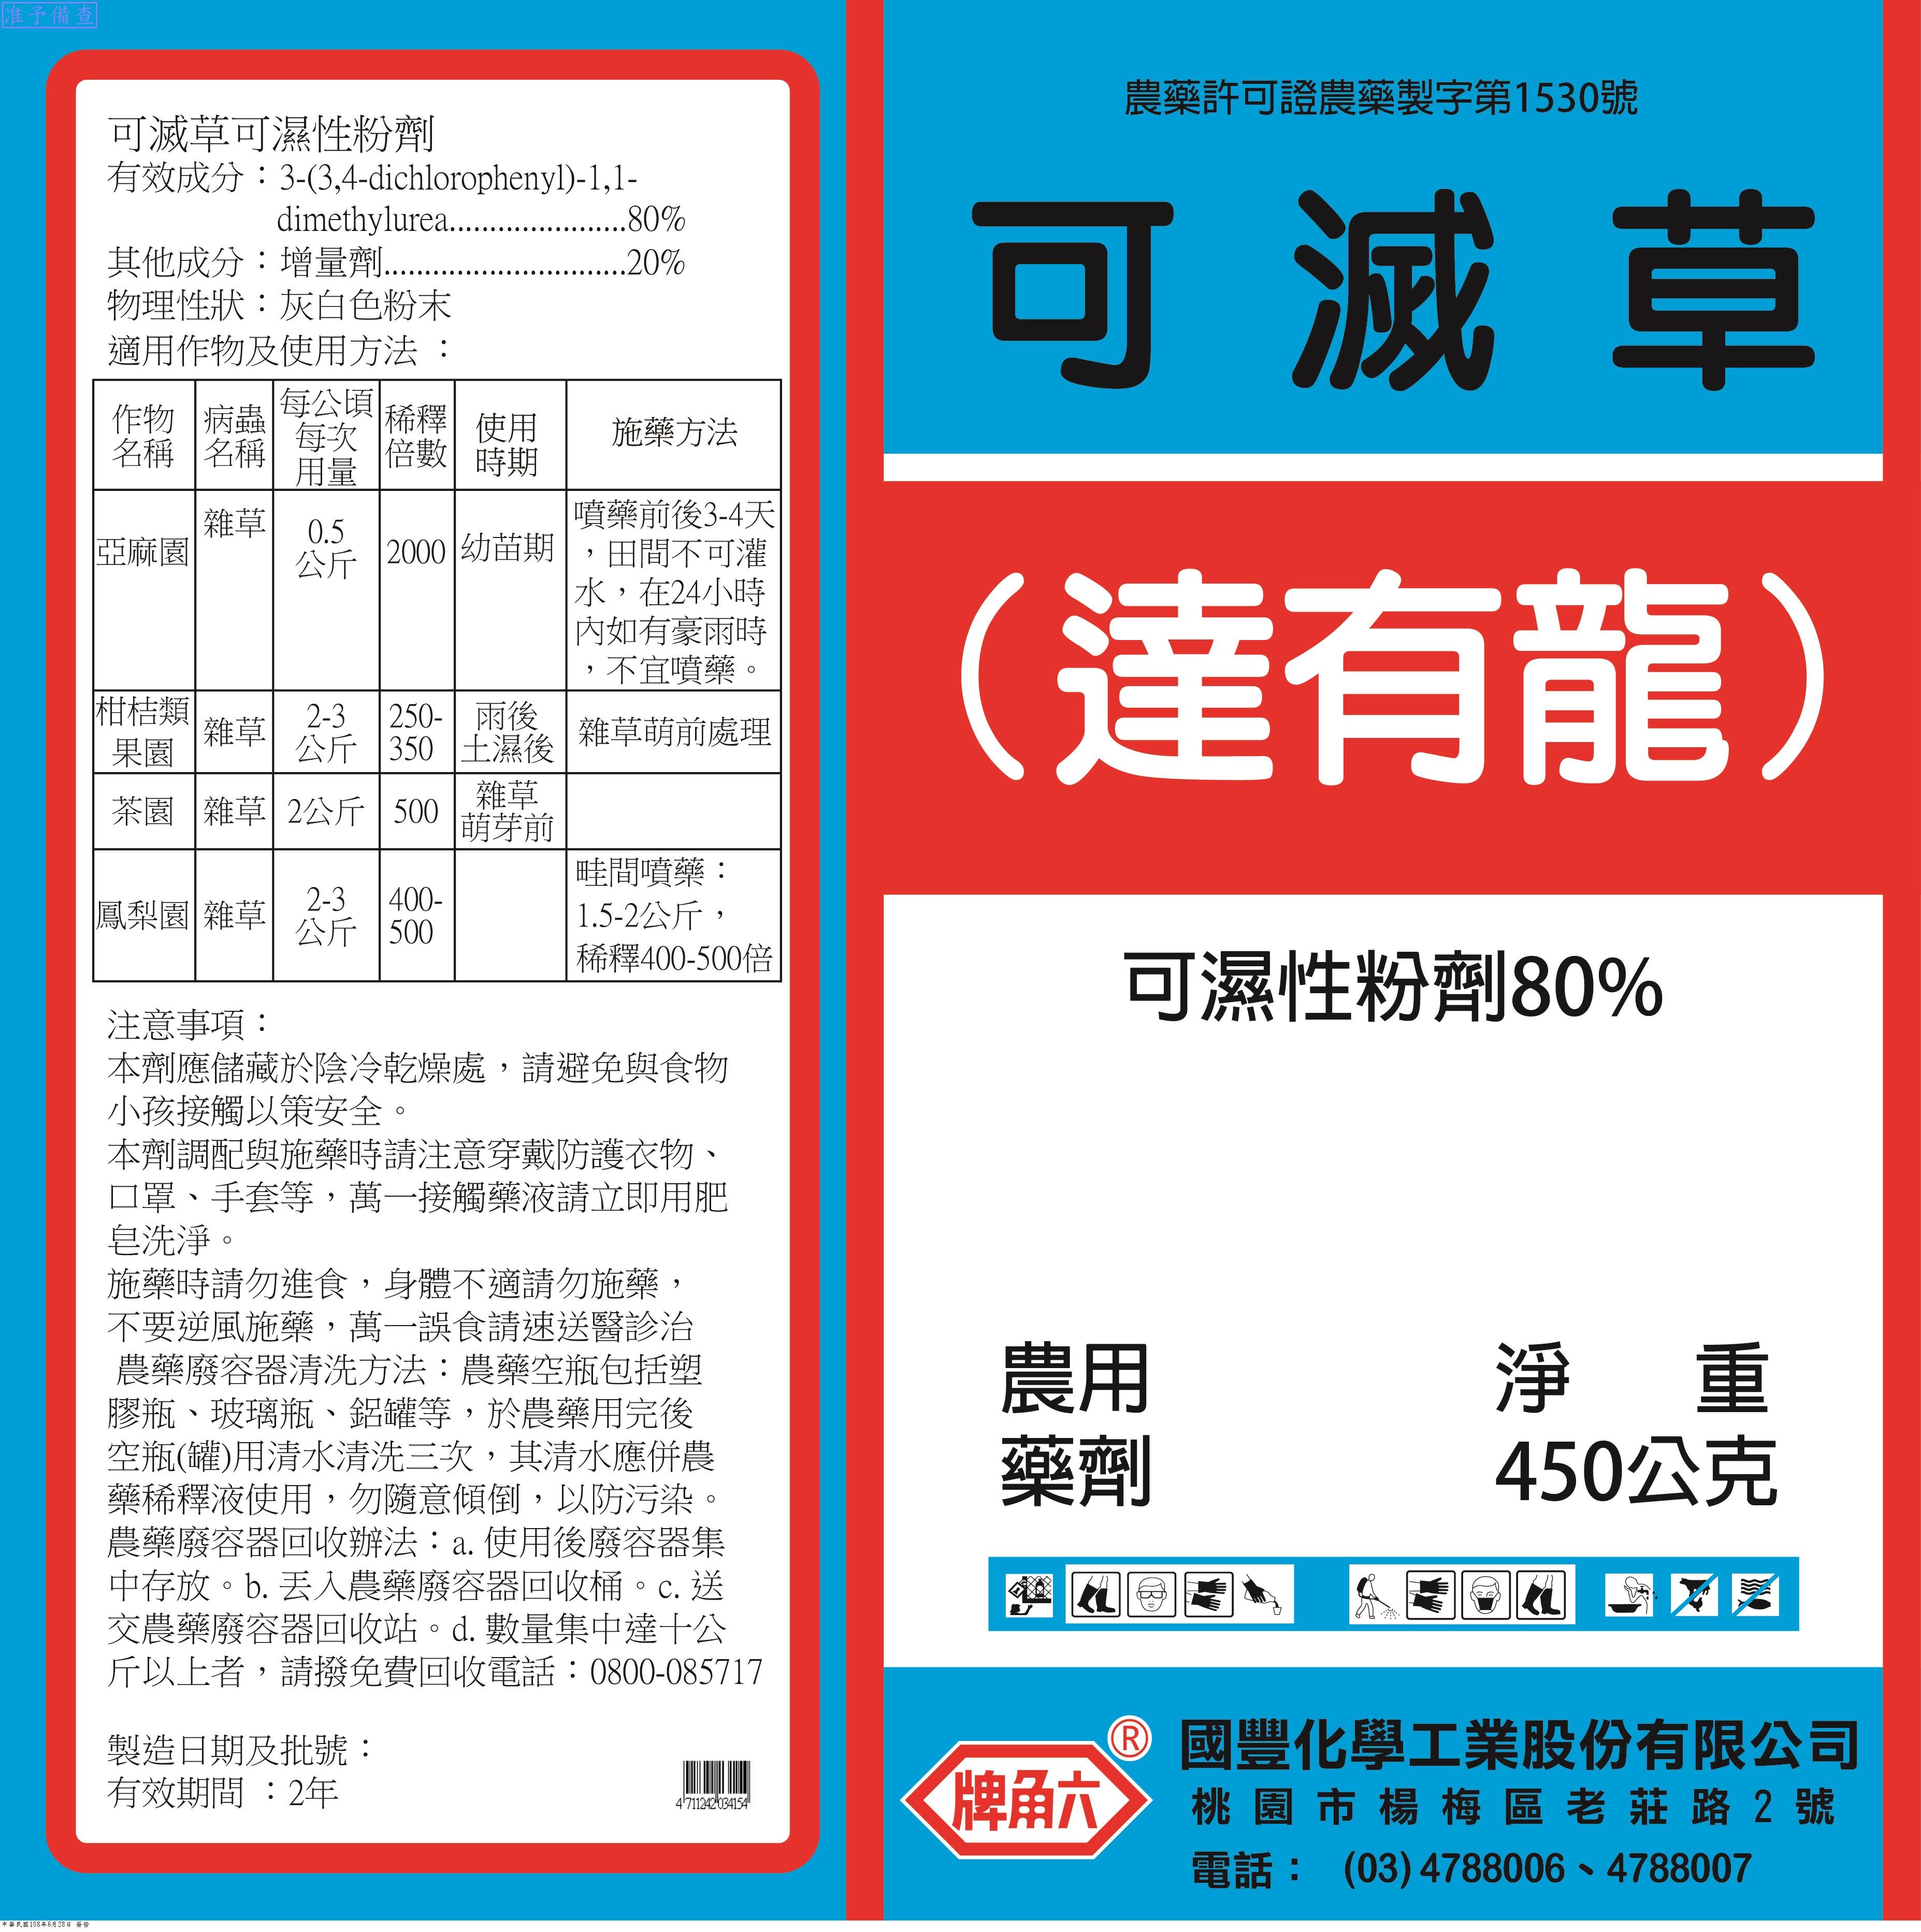 准予備查
可滅草可濕性粉劑
有效成分：3-(3,4-dichlorophenyl)-1,1-
dimethylurea......................80%
其他成分：增量劑..............................20%
物理性狀：灰白色粉末
適用作物及使用方法 ：
作物名稱 病蟲名稱 每公頃每次用量 稀釋倍數 使用時期 施藥方法
亞麻園 雜草 0.5公斤 2000 幼苗期 噴藥前後3-4天，田間不可灌水，在24小時內如有豪雨時，不宜噴藥。
柑桔類果園 雜草 2-3公斤 250-350 雨後土濕後 雜草萌前處理
茶園 雜草 2公斤 500 雜草萌芽前
鳳梨園 雜草 2-3公斤 400-500 畦間噴藥：1.5-2公斤，稀釋400-500倍
注意事項：
本劑應儲藏於陰冷乾燥處，請避免與食物
小孩接觸以策安全。
本劑調配與施藥時請注意穿戴防護衣物、
口罩、手套等，萬一接觸藥液請立即用肥
皂洗淨。
施藥時請勿進食，身體不適請勿施藥，
不要逆風施藥，萬一誤食請速送醫診治
農藥廢容器清洗方法：農藥空瓶包括塑
膠瓶、玻璃瓶、鋁罐等，於農藥用完後
空瓶(罐)用清水清洗三次，其清水應併農
藥稀釋液使用，勿隨意傾倒，以防污染。
農藥廢容器回收辦法：a. 使用後廢容器集
中存放。b. 丟入農藥廢容器回收桶。c. 送
交農藥廢容器回收站。d. 數量集中達十公
斤以上者，請撥免費回收電話：0800-085717
製造日期及批號：
有效期間 ：2年
4 711242 034154
農藥許可證農藥製字第1530號
可滅草
（達有龍）
可濕性粉劑80%
農用 淨 重
藥劑 450公克
牌角六 ®
國豐化學工業股份有限公司
桃園市楊梅區老莊路2號
電話： (03) 4788006、4788007
中華民國108年6月28日 簽發